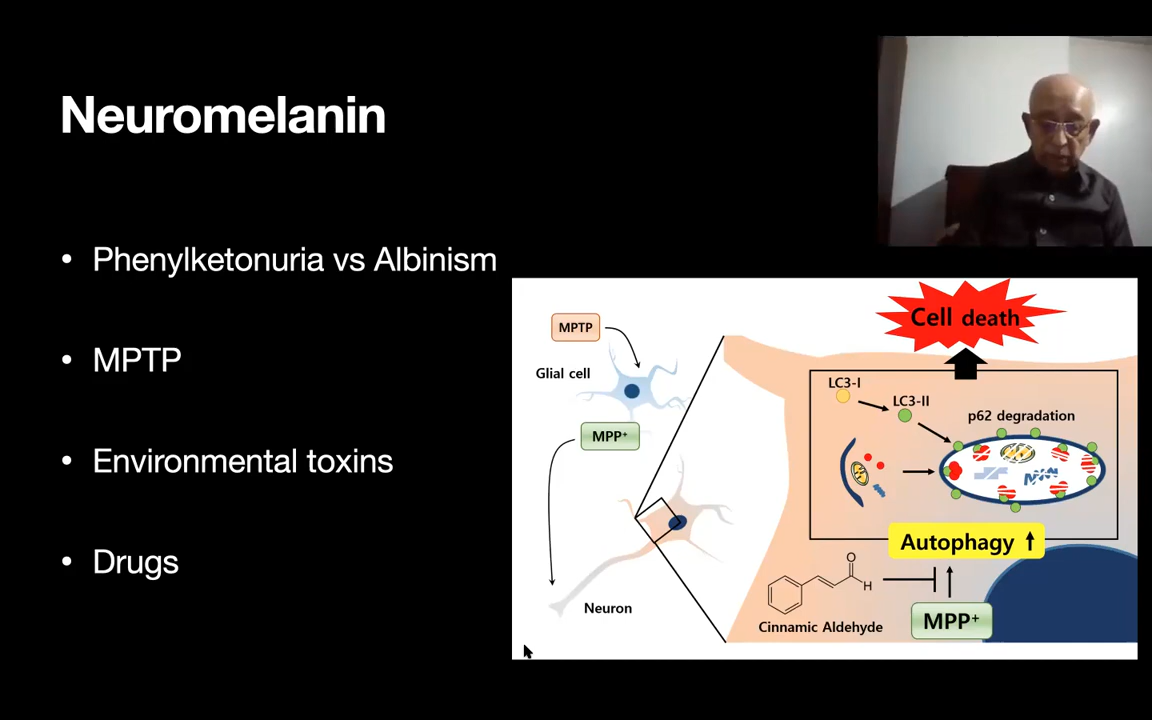 Neuromelanin
• Phenylketonuria vs Albinism
• MPTP
• Environmental toxins
• Drugs
MPTP
Glial cell
MPP⁺
Neuron
Cell death
LC3-I
LC3-II
p62 degradation
Autophagy ↑
O
H
Cinnamic Aldehyde
MPP⁺